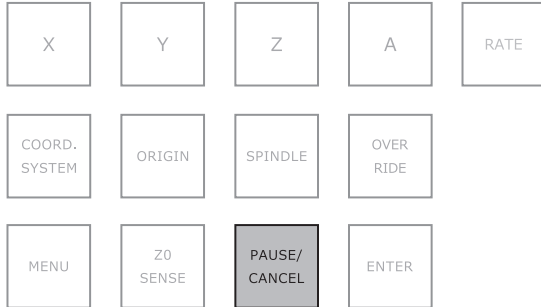 X
Y
Z
A
RATE
COORD.
SYSTEM
ORIGIN
SPINDLE
OVER
RIDE
MENU
Z0
SENSE
PAUSE/
CANCEL
ENTER